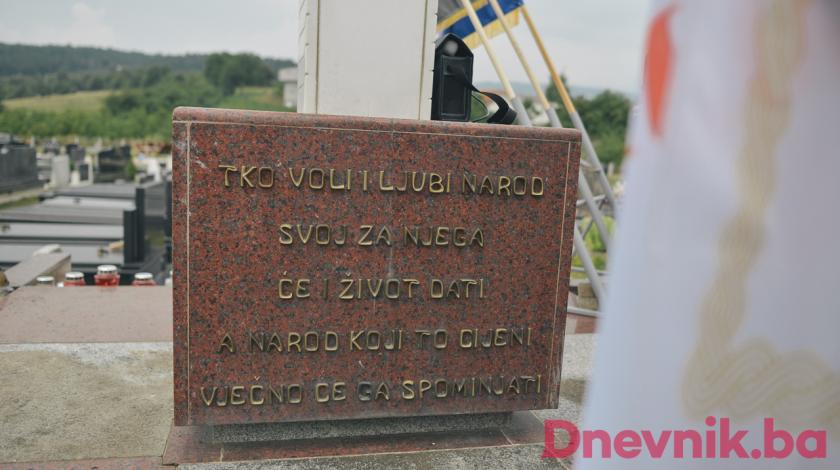 TKO VOLI I LJUBI NAROD
SVOJ ZA NJEGA
ĆE I ŽIVOT DATI
A NAROD KOJI TO CIJENI
VJEČNO ĆE GA SPOMINJATI
Dnevnik.ba